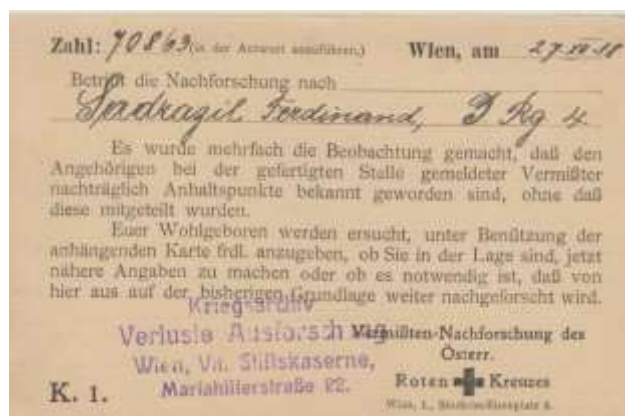 Zahl: 70863 (in der Antwort anzuführen.) Wien, am 27
Betrifft die Nachforschung nach
Sadragil Ferdinand, J Rg 4
Es wurde mehrfach die Beobachtung gemacht, daß den
Angehörigen bei der gefertigten Stelle gemeldeter Vermißter
nachträglich Anhaltspunkte bekannt geworden sind, ohne daß
diese mitgeteilt wurden.
Euer Wohlgeboren werden ersucht, unter Benützung der
anhängenden Karte frdl. anzugeben, ob Sie in der Lage sind, jetzt
nähere Angaben zu machen oder ob es notwendig ist, daß von
hier aus auf der bisherigen Grundlage weiter nachgeforscht wird.
Kriegsarchiv
Verluste Ausforschung
Wien, VII. Stiftskaserne,
Mariahilferstraße 22.
Vermißten-Nachforschung des
Österr.
Roten Kreuzes
Wien, I.,
K. 1.